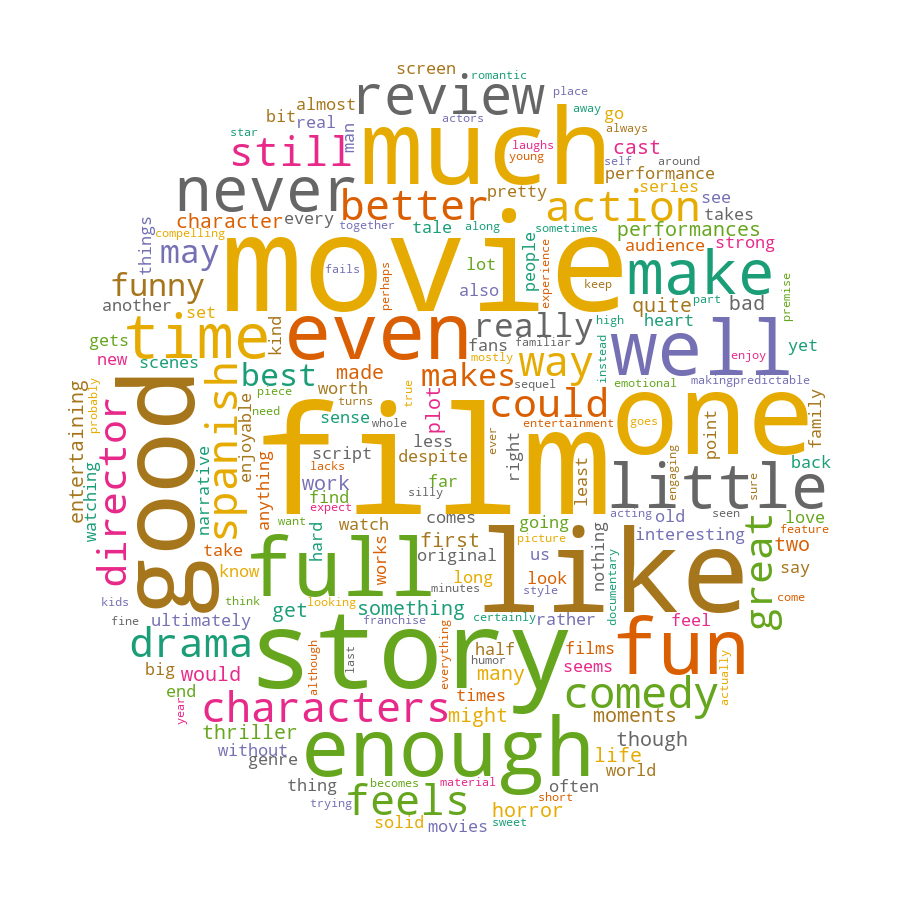 screen
romantic
place
almost
review
away
go
bit
real
man
actors
much
always
star
still
laughs
young
cast
self
around
never
better
pretty
performance
series
see
character
every
action
takes
things
together
tale
along
sometimes
performances
compelling
may
movie
people
audience
strong
fails
lot
experience
make
funny
perhaps
also
keep
part
bad
premise
another
set
even
really
quite
high
heart
gets
time
kind
fans
familiar
well
yet
new
scenes
mostly
way
instead
enjoy
best
made
makes
sequel
emotional
makingpredictable
entertaining
probably
good
spanish
enjoyable
piece
worth
true
turns
could
one
family
director
need
sense
plot
whole
entertainment
goes
point
film
script
less
ever
right
narrative
anything
lacks
despite
least
engaging
back
watching
work
silly
far
little
sure
find
expect
hard
want
watch
comes
going
acting
seen
old
love
first
us
nothing
interesting
feature
take
works
original
picture
documentary
great
two
know
full
long
look
say
minutes
style
like
kids
think
looking
something
come
fine
ultimately
get
franchise
certainly
rather
feel
drama
story
everything
half
films
fun
although
last
humor
big
would
many
seems
actually
end
times
comedy
year
characters
might
moments
thriller
enough
though
without
genre
life
world
thing
becomes
material
often
trying
feels
short
horror
solid
movies
sweet